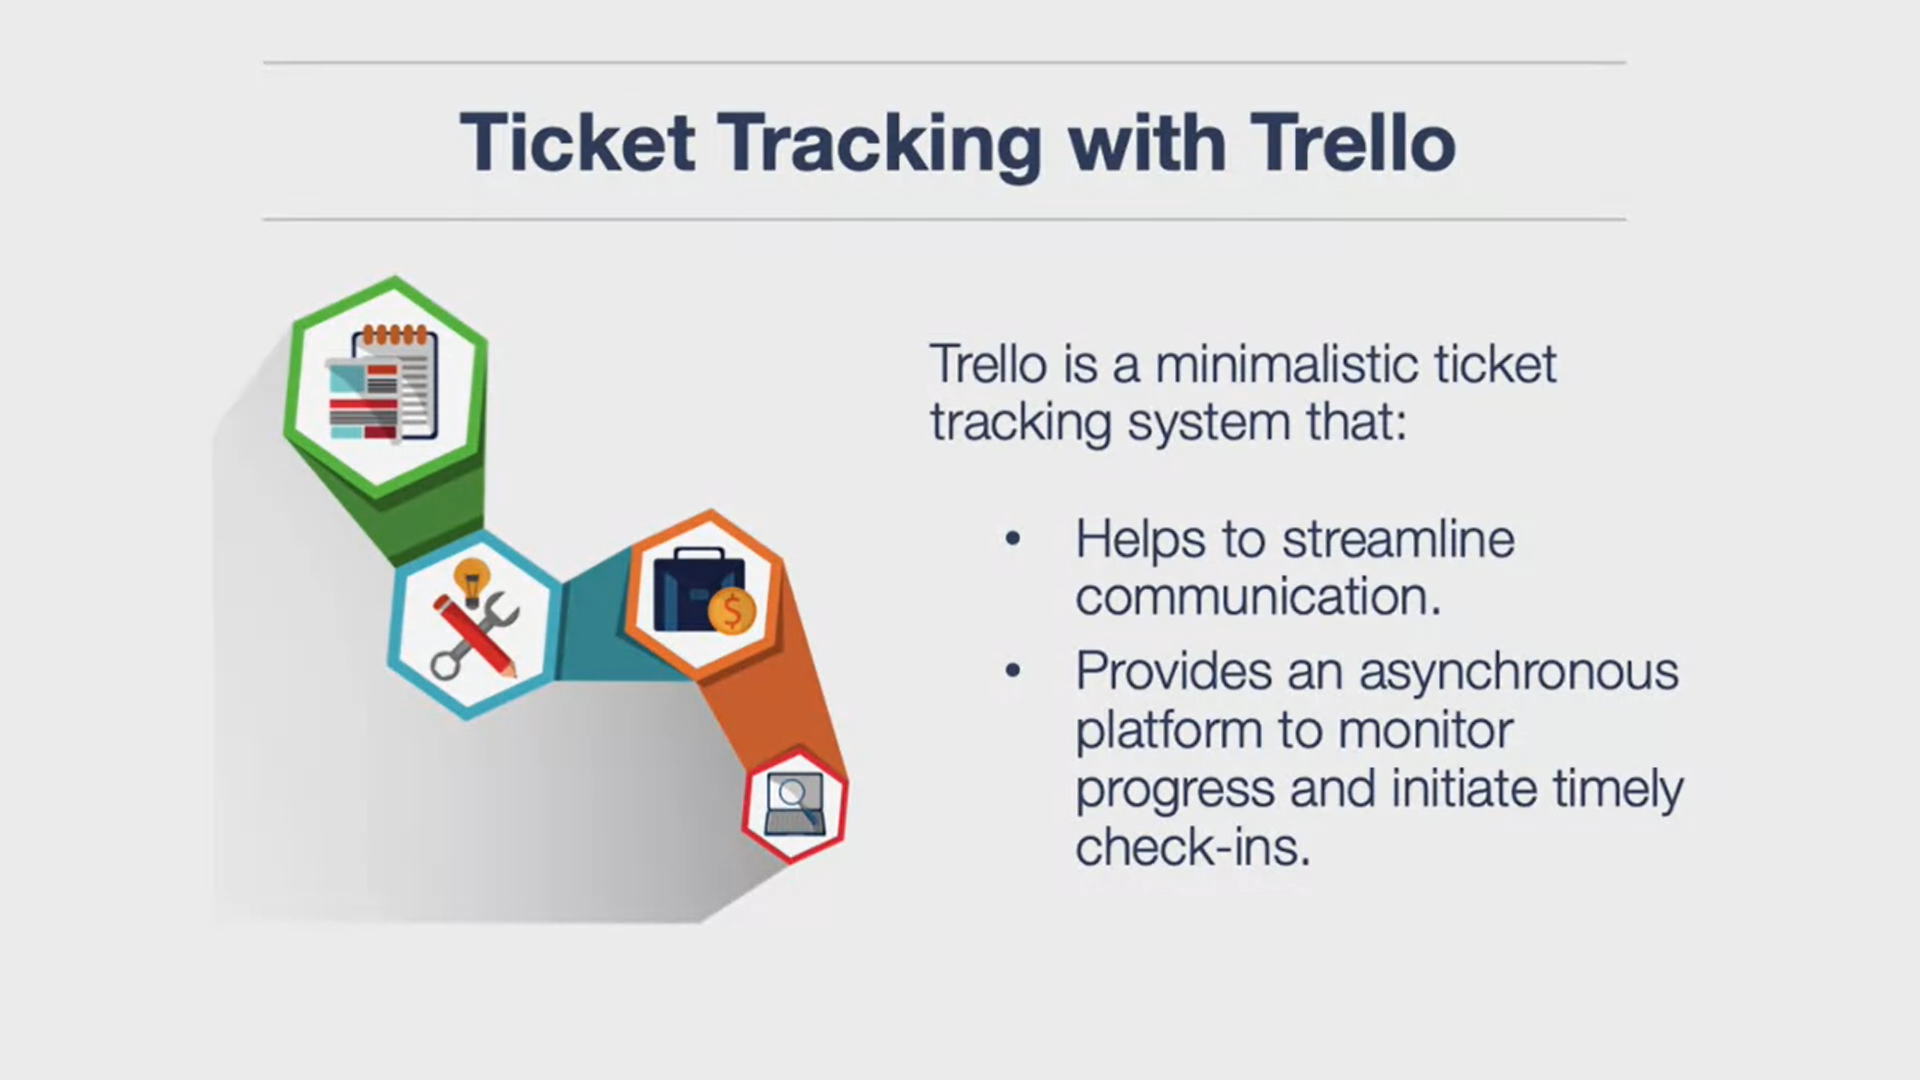 Ticket Tracking with Trello
Trello is a minimalistic ticket
tracking system that:
• Helps to streamline
communication.
• Provides an asynchronous
platform to monitor
progress and initiate timely
check-ins.
$